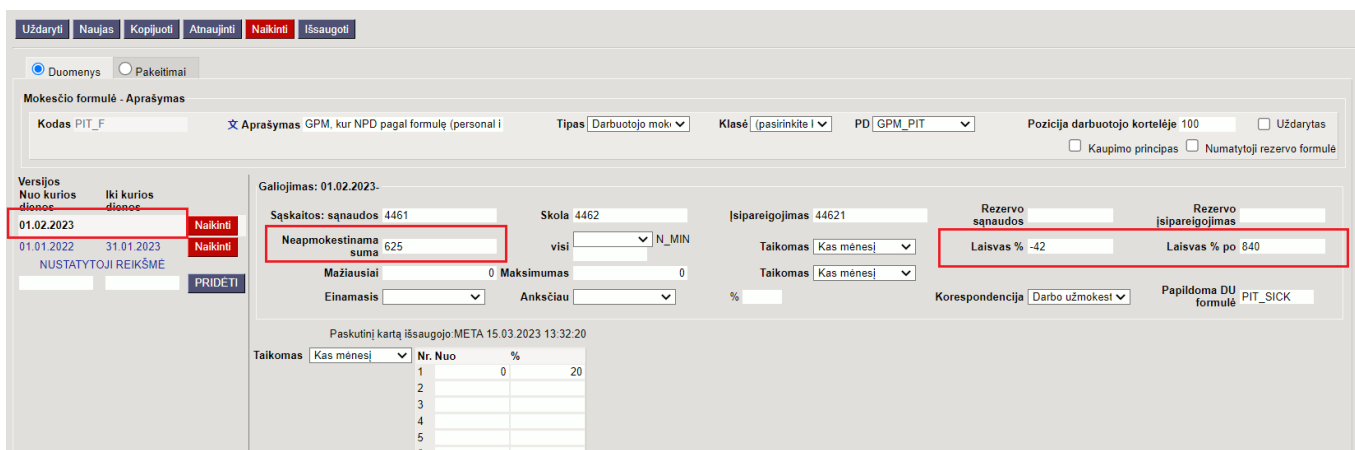 Uždaryti Naujas Kopijuoti Atnaujinti Naikinti Išsaugoti
Duomenys Pakeitimai
Mokesčio formulė - Aprašymas
Kodas PIT_F 文 Aprašymas GPM, kur NPD pagal formulę (personal i Tipas Darbuotojo mok Klasė (pasirinkite PD GPM_PIT Pozicija darbuotojo kortelėje 100 Uždarytas
Kaupimo principas Numatytoji rezervo formulė
Versijos
Nuo kurios dienos Iki kurios dienos
01.02.2023 Naikinti
01.01.2022 31.01.2023 Naikinti
NUSTATYTOJI REIKŠMĖ
PRIDĖTI
Galiojimas: 01.02.2023-
Sąskaitos: sąnaudos 4461 Skola 4462 Įsipareigojimas 44621 Rezervo sąnaudos Rezervo įsipareigojimas
Neapmokestinama suma 625 visi N_MIN Taikomas Kas mėnesį Laisvas % -42 Laisvas % po 840
Mažiausiai 0 Maksimumas 0 Taikomas Kas mėnesį
Einamasis Anksčiau % Korespondencija Darbo užmokest Papildoma DU formulė PIT_SICK
Paskutinį kartą išsaugojo:META 15.03.2023 13:32:20
Taikomas Kas mėnesį Nr. Nuo %
1 0 20
2
3
4
5